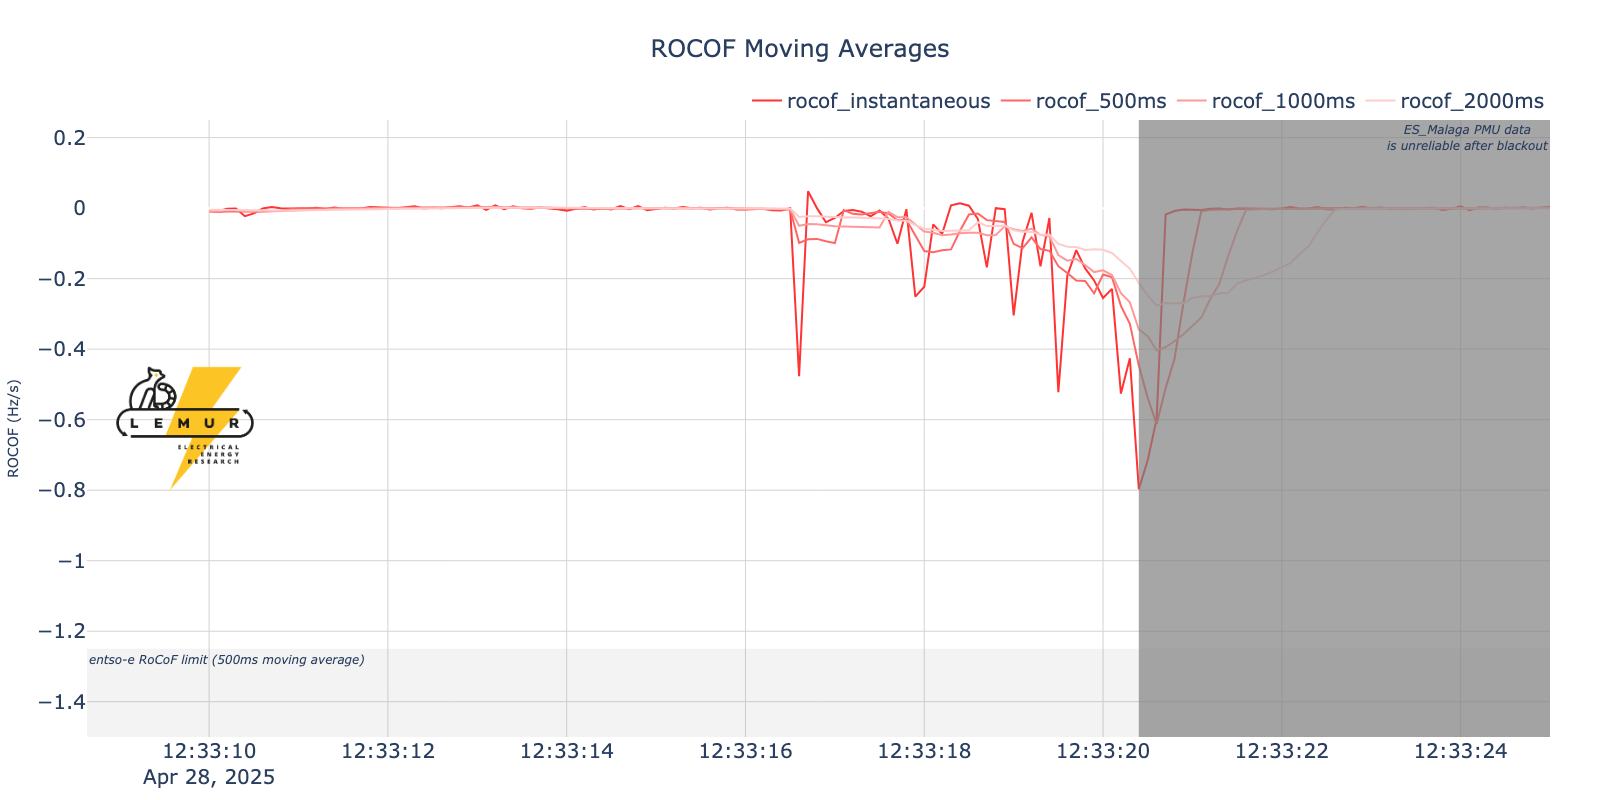 ROCOF Moving Averages
rocof_instantaneous
rocof_500ms
rocof_1000ms
rocof_2000ms
ES_Malaga PMU data
is unreliable after blackout
0.2
0
−0.2
−0.4
−0.6
−0.8
−1
−1.2
−1.4
ROCOF (Hz/s)
LEMUR
ELECTRICAL
ENERGY
RESEARCH
entso-e RoCoF limit (500ms moving average)
12:33:10
12:33:12
12:33:14
12:33:16
12:33:18
12:33:20
12:33:22
12:33:24
Apr 28, 2025